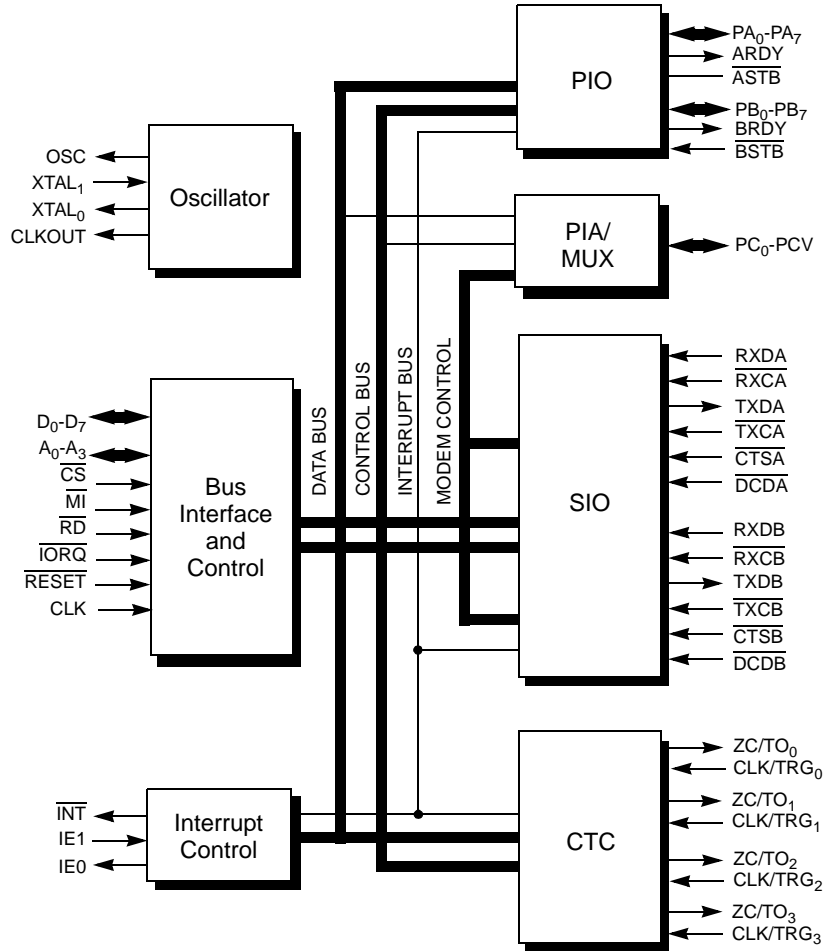 PIO
PA0-PA7
ARDY
ASTB
PB0-PB7
BRDY
BSTB
OSC
XTAL1
XTAL0
CLKOUT
Oscillator
PIA/
MUX
PC0-PCV
DATA BUS
CONTROL BUS
INTERRUPT BUS
MODEM CONTROL
D0-D7
A0-A3
CS
MI
RD
IORQ
RESET
CLK
Bus
Interface
and
Control
SIO
RXDA
RXCA
TXDA
TXCA
CTSA
DCDA
RXDB
RXCB
TXDB
TXCB
CTSB
DCDB
INT
IE1
IE0
Interrupt
Control
CTC
ZC/TO0
CLK/TRG0
ZC/TO1
CLK/TRG1
ZC/TO2
CLK/TRG2
ZC/TO3
CLK/TRG3